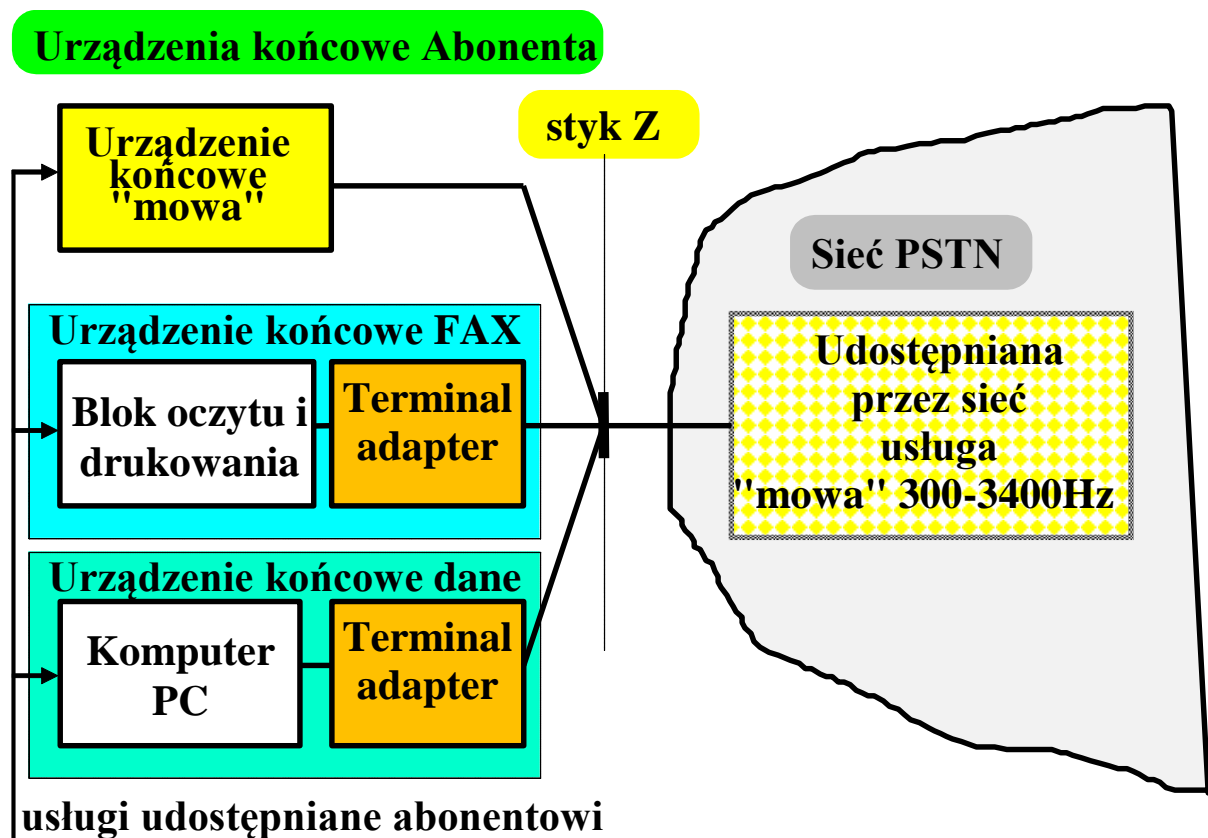 Urządzenia końcowe Abonenta
Urządzenie
końcowe
"mowa"
styk Z
Sieć PSTN
Urządzenie końcowe FAX
Blok oczytu i
drukowania
Terminal
adapter
Udostępniana
przez sieć
usługa
"mowa" 300-3400Hz
Urządzenie końcowe dane
Komputer
PC
Terminal
adapter
usługi udostępniane abonentowi